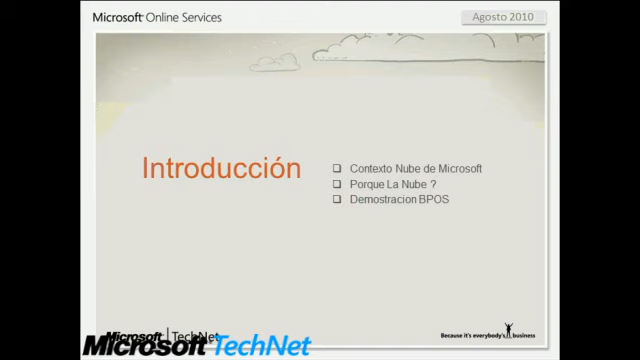 Microsoft Online Services
Agosto 2010
Introducción
Contexto Nube de Microsoft
Porque La Nube ?
Demostracion BPOS
Microsoft TechNet
Microsoft TechNet
Because it's everybody's business